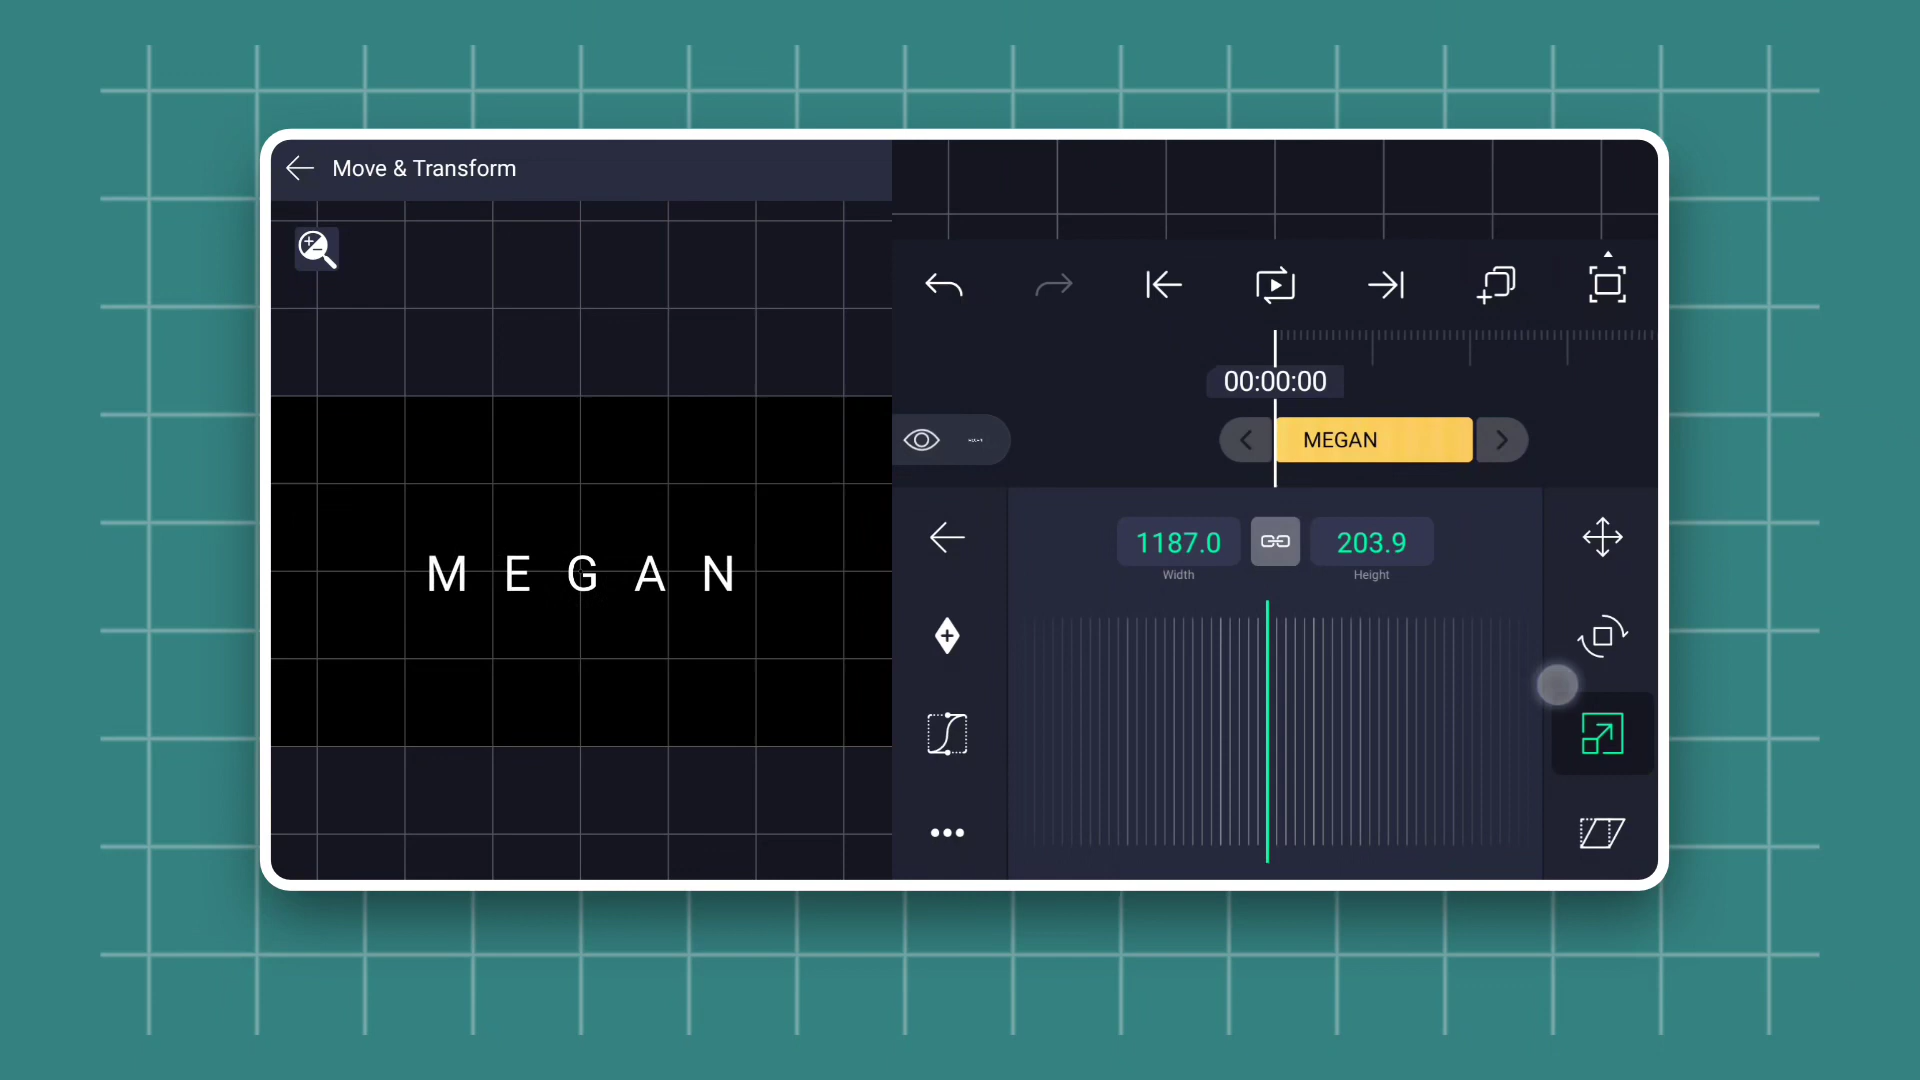 Move & Transform
00:00:00
MEGAN
1187.0
203.9
Width
Height
M E G A N